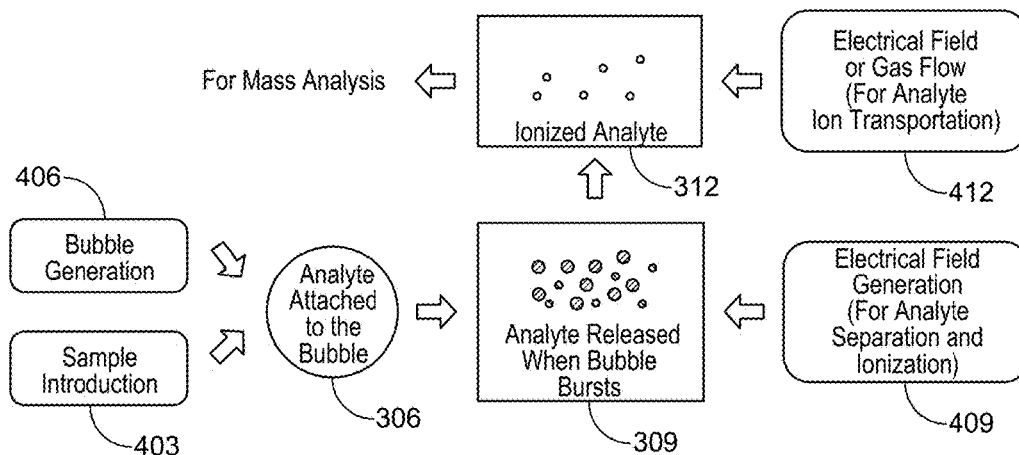 For Mass Analysis
Ionized Analyte
312
Electrical Field
or Gas Flow
(For Analyte
Ion Transportation)
412
406
Bubble
Generation
Sample
Introduction
403
Analyte
Attached
to the
Bubble
306
Analyte Released
When Bubble
Bursts
309
Electrical Field
Generation
(For Analyte
Separation and
Ionization)
409